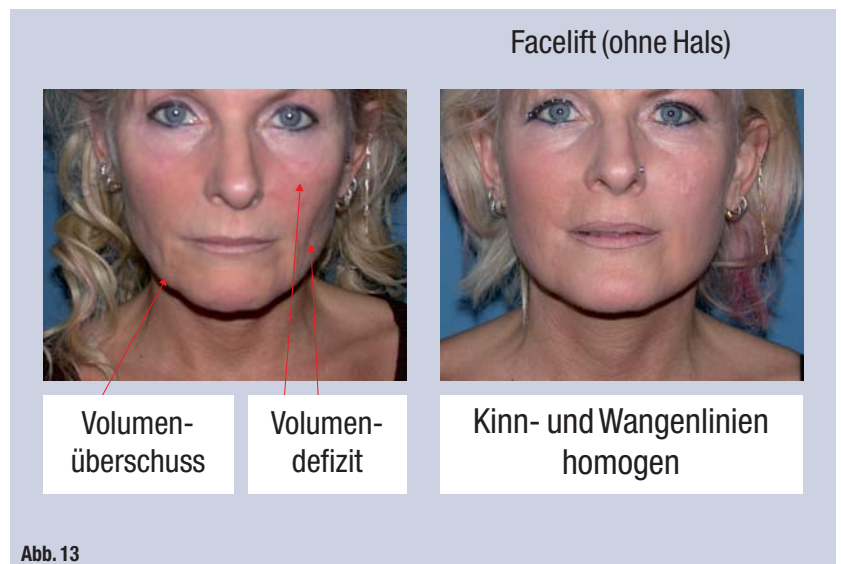 Facelift (ohne Hals)
Volumen-
überschuss
Volumen-
defizit
Kinn- und Wangenlinien
homogen
Abb. 13